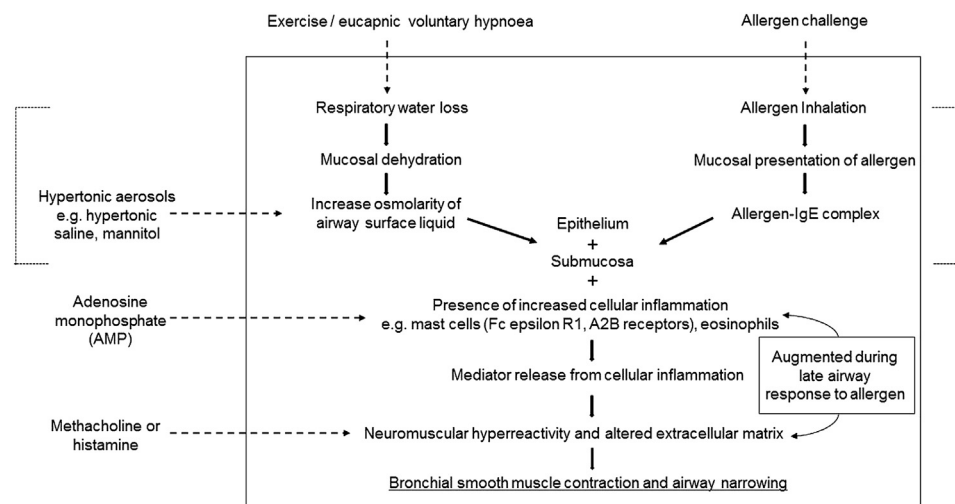 Exercise / eucapnic voluntary hypnoea
Allergen challenge
Respiratory water loss
Allergen Inhalation
Mucosal dehydration
Mucosal presentation of allergen
Hypertonic aerosols
e.g. hypertonic
saline, mannitol
Increase osmolarity of
airway surface liquid
Allergen-IgE complex
Epithelium
+
Submucosa
+
Adenosine
monophosphate
(AMP)
Presence of increased cellular inflammation
e.g. mast cells (Fc epsilon R1, A2B receptors), eosinophils
Augmented during
late airway
response to allergen
Mediator release from cellular inflammation
Methacholine or
histamine
Neuromuscular hyperreactivity and altered extracellular matrix
Bronchial smooth muscle contraction and airway narrowing